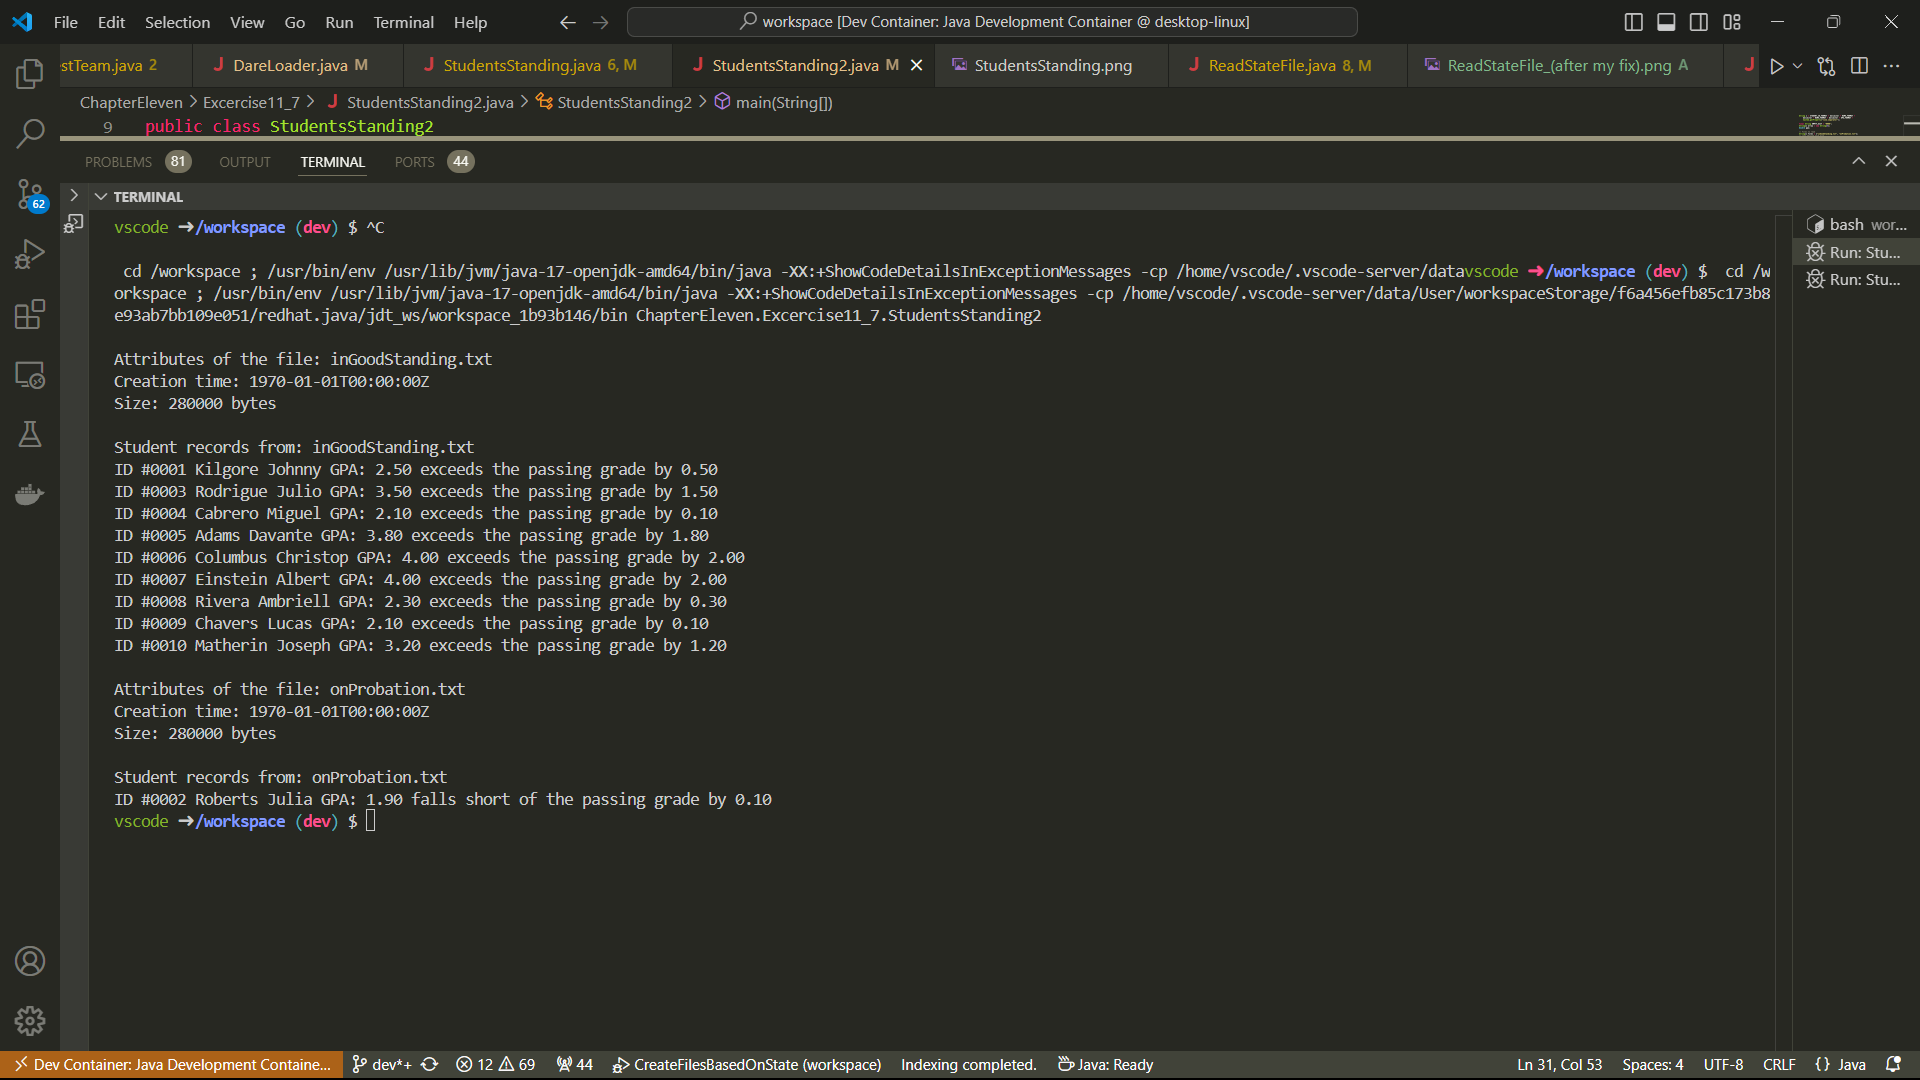 File Edit Selection View Go Run Terminal Help
workspace [Dev Container: Java Development Container @ desktop-linux]
stTeam.java 2
DareLoader.java M
StudentsStanding.java 6, M
StudentsStanding2.java M
StudentsStanding.png
ReadStateFile.java 8, M
ReadStateFile_(after my fix).png A
ChapterEleven > Excercise11_7 > StudentsStanding2.java > StudentsStanding2 > main(String[])
9 public class StudentsStanding2
PROBLEMS 81 OUTPUT TERMINAL PORTS 44
TERMINAL
62
bash wor...
Run: Stu...
Run: Stu...
vscode ➜/workspace (dev) $ ^C
cd /workspace ; /usr/bin/env /usr/lib/jvm/java-17-openjdk-amd64/bin/java -XX:+ShowCodeDetailsInExceptionMessages -cp /home/vscode/.vscode-server/datavscode ➜/workspace (dev) $  cd /w
orkspace ; /usr/bin/env /usr/lib/jvm/java-17-openjdk-amd64/bin/java -XX:+ShowCodeDetailsInExceptionMessages -cp /home/vscode/.vscode-server/data/User/workspaceStorage/f6a456efb85c173b8
e93ab7bb109e051/redhat.java/jdt_ws/workspace_1b93b146/bin ChapterEleven.Excercise11_7.StudentsStanding2
Attributes of the file: inGoodStanding.txt
Creation time: 1970-01-01T00:00:00Z
Size: 280000 bytes
Student records from: inGoodStanding.txt
ID #0001 Kilgore Johnny GPA: 2.50 exceeds the passing grade by 0.50
ID #0003 Rodrigue Julio GPA: 3.50 exceeds the passing grade by 1.50
ID #0004 Cabrero Miguel GPA: 2.10 exceeds the passing grade by 0.10
ID #0005 Adams Davante GPA: 3.80 exceeds the passing grade by 1.80
ID #0006 Columbus Christop GPA: 4.00 exceeds the passing grade by 2.00
ID #0007 Einstein Albert GPA: 4.00 exceeds the passing grade by 2.00
ID #0008 Rivera Ambriell GPA: 2.30 exceeds the passing grade by 0.30
ID #0009 Chavers Lucas GPA: 2.10 exceeds the passing grade by 0.10
ID #0010 Matherin Joseph GPA: 3.20 exceeds the passing grade by 1.20
Attributes of the file: onProbation.txt
Creation time: 1970-01-01T00:00:00Z
Size: 280000 bytes
Student records from: onProbation.txt
ID #0002 Roberts Julia GPA: 1.90 falls short of the passing grade by 0.10
vscode ➜/workspace (dev) $
Dev Container: Java Development Containe... dev*+ 12 69 44 CreateFilesBasedOnState (workspace) Indexing completed. Java: Ready Ln 31, Col 53 Spaces: 4 UTF-8 CRLF {} Java